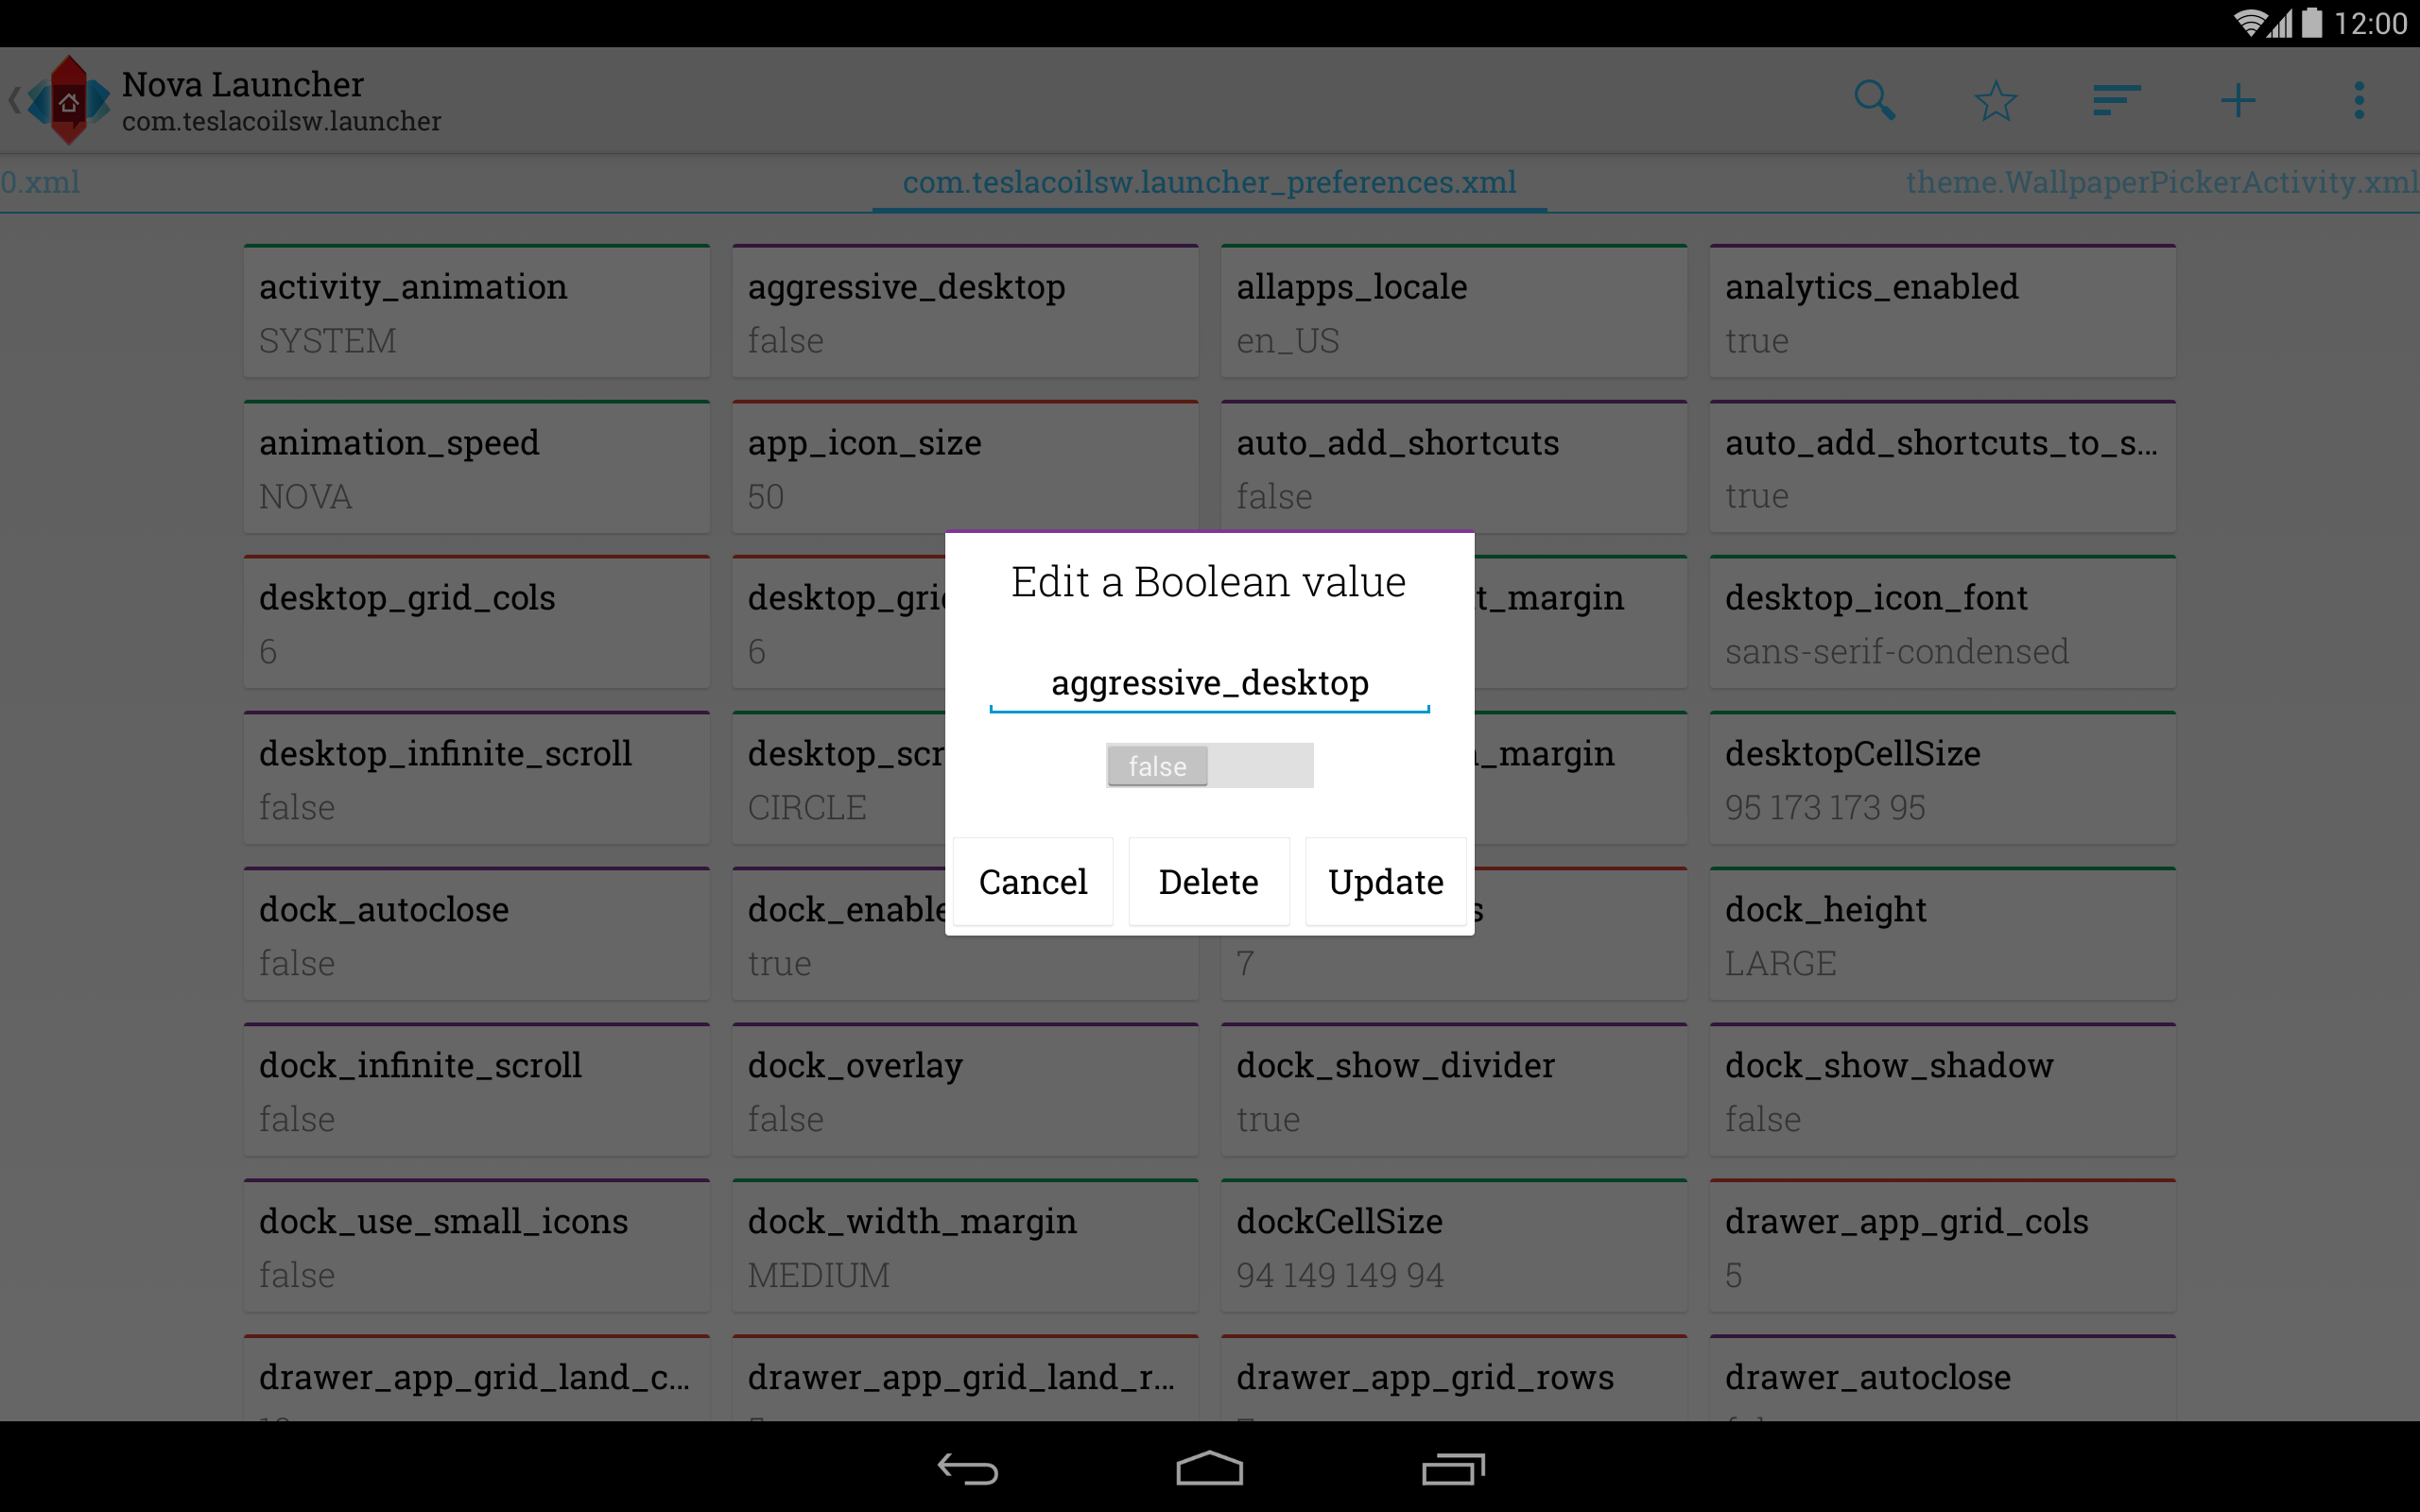 12:00
Nova Launcher
com.teslacoilsw.launcher
0.xml com.teslacoilsw.launcher_preferences.xml theme.WallpaperPickerActivity.xml
activity_animation aggressive_desktop allapps_locale analytics_enabled
SYSTEM false en_US true
animation_speed app_icon_size auto_add_shortcuts auto_add_shortcuts_to_s...
NOVA 50 false true
Edit a Boolean value
aggressive_desktop
false
Cancel Delete Update
desktop_grid_cols desktop_gri t_margin desktop_icon_font
6 6 sans-serif-condensed
desktop_infinite_scroll desktop_scr _margin desktopCellSize
false CIRCLE 95 173 173 95
dock_autoclose dock_enable s dock_height
false true 7 LARGE
dock_infinite_scroll dock_overlay dock_show_divider dock_show_shadow
false false true false
dock_use_small_icons dock_width_margin dockCellSize drawer_app_grid_cols
false MEDIUM 94 149 149 94 5
drawer_app_grid_land_c... drawer_app_grid_land_r... drawer_app_grid_rows drawer_autoclose